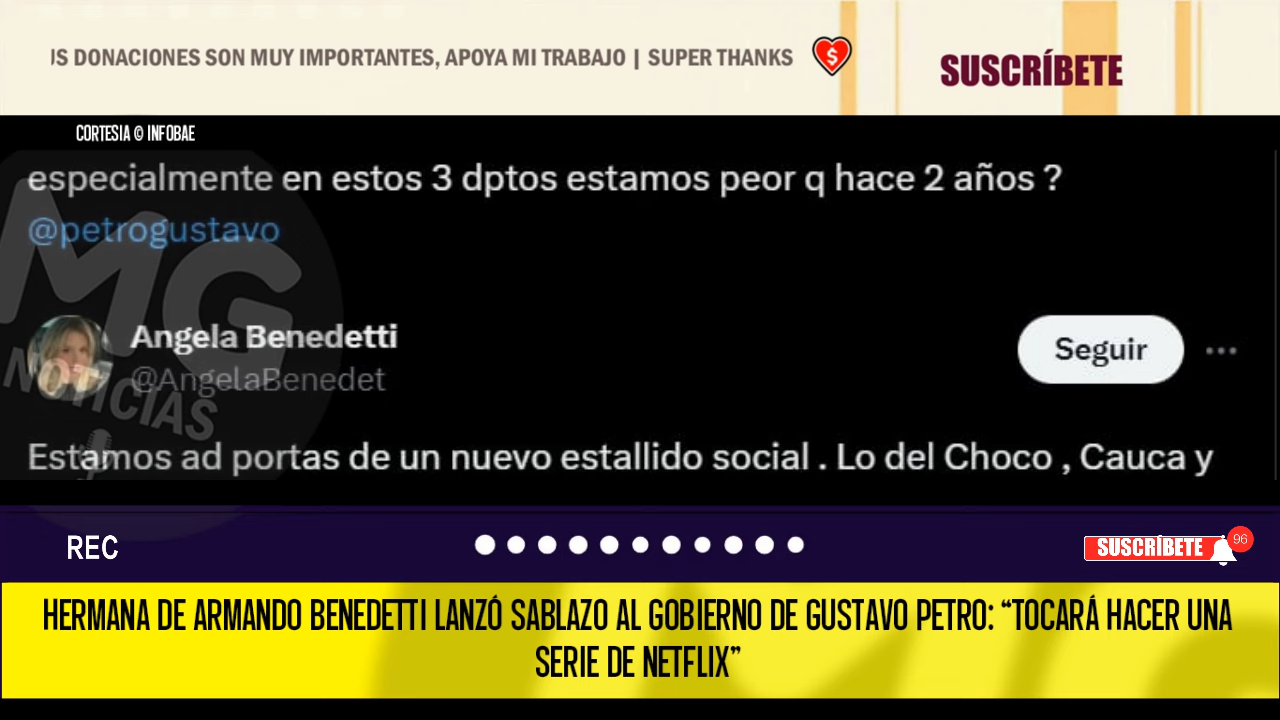 US DONACIONES SON MUY IMPORTANTES, APOYA MI TRABAJO | SUPER THANKS
$
SUSCRÍBETE
CORTESIA © INFOBAE
especialmente en estos 3 dptos estamos peor q hace 2 años ?
@petrogustavo
MG
NOTICIAS
Angela Benedetti
@AngelaBenedet
Seguir
Estamos ad portas de un nuevo estallido social . Lo del Choco , Cauca y
REC
SUSCRÍBETE
96
HERMANA DE ARMANDO BENEDETTI LANZÓ SABLAZO AL GOBIERNO DE GUSTAVO PETRO: “TOCARÁ HACER UNA
SERIE DE NETFLIX”